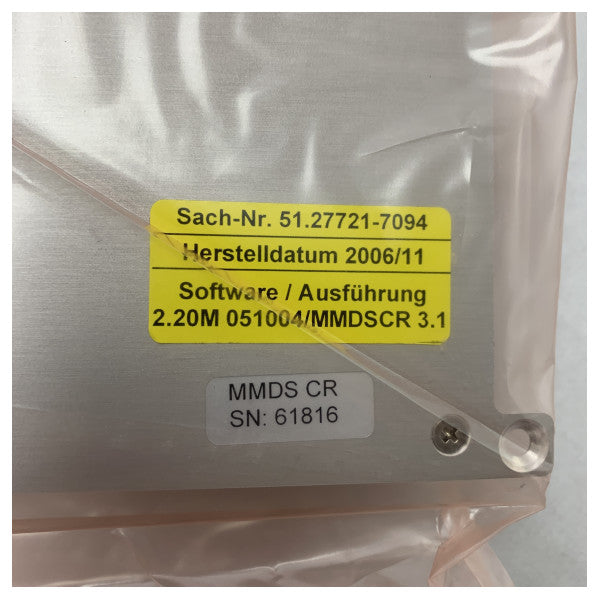 Sach-Nr. 51.27721-7094
Herstelldatum 2006/11
Software / Ausführung
2.20M 051004/MMDSCR 3.1
MMDS CR
SN: 61816